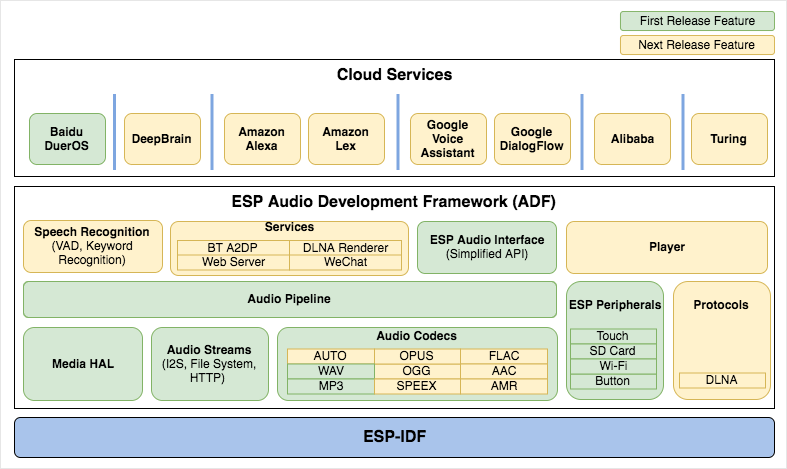 First Release Feature
Next Release Feature
Cloud Services
Baidu
DuerOS
DeepBrain
Amazon
Alexa
Amazon
Lex
Google
Voice
Assistant
Google
DialogFlow
Alibaba
Turing
ESP Audio Development Framework (ADF)
Speech Recognition
(VAD, Keyword
Recognition)
Services
BT A2DP
DLNA Renderer
Web Server
WeChat
ESP Audio Interface
(Simplified API)
Player
Audio Pipeline
ESP Peripherals
Touch
SD Card
Wi-Fi
Button
Protocols
DLNA
Media HAL
Audio Streams
(I2S, File System,
HTTP)
Audio Codecs
AUTO
OPUS
FLAC
WAV
OGG
AAC
MP3
SPEEX
AMR
ESP-IDF